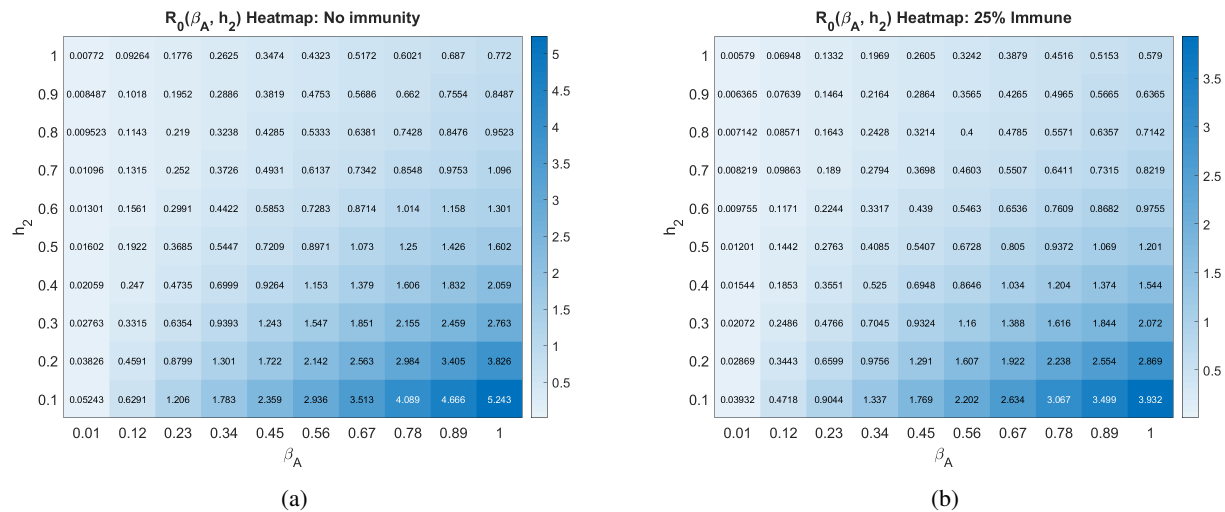 R0(βA, h2) Heatmap: No immunity
1 0.00772 0.09264 0.1776 0.2625 0.3474 0.4323 0.5172 0.6021 0.687 0.772
0.9 0.008487 0.1018 0.1952 0.2886 0.3819 0.4753 0.5686 0.662 0.7554 0.8487
0.8 0.009523 0.1143 0.219 0.3238 0.4285 0.5333 0.6381 0.7428 0.8476 0.9523
0.7 0.01096 0.1315 0.252 0.3726 0.4931 0.6137 0.7342 0.8548 0.9753 1.096
0.6 0.01301 0.1561 0.2991 0.4422 0.5853 0.7283 0.8714 1.014 1.158 1.301
0.5 0.01602 0.1922 0.3685 0.5447 0.7209 0.8971 1.073 1.25 1.426 1.602
0.4 0.02059 0.247 0.4735 0.6999 0.9264 1.153 1.379 1.606 1.832 2.059
0.3 0.02763 0.3315 0.6354 0.9393 1.243 1.547 1.851 2.155 2.459 2.763
0.2 0.03826 0.4591 0.8799 1.301 1.722 2.142 2.563 2.984 3.405 3.826
0.1 0.05243 0.6291 1.206 1.783 2.359 2.936 3.513 4.089 4.666 5.243
0.01 0.12 0.23 0.34 0.45 0.56 0.67 0.78 0.89 1
h2
βA
5
4.5
4
3.5
3
2.5
2
1.5
1
0.5
(a)
R0(βA, h2) Heatmap: 25% Immune
1 0.00579 0.06948 0.1332 0.1969 0.2605 0.3242 0.3879 0.4516 0.5153 0.579
0.9 0.006365 0.07639 0.1464 0.2164 0.2864 0.3565 0.4265 0.4965 0.5665 0.6365
0.8 0.007142 0.08571 0.1643 0.2428 0.3214 0.4 0.4785 0.5571 0.6357 0.7142
0.7 0.008219 0.09863 0.189 0.2794 0.3698 0.4603 0.5507 0.6411 0.7315 0.8219
0.6 0.009755 0.1171 0.2244 0.3317 0.439 0.5463 0.6536 0.7609 0.8682 0.9755
0.5 0.01201 0.1442 0.2763 0.4085 0.5407 0.6728 0.805 0.9372 1.069 1.201
0.4 0.01544 0.1853 0.3551 0.525 0.6948 0.8646 1.034 1.204 1.374 1.544
0.3 0.02072 0.2486 0.4766 0.7045 0.9324 1.16 1.388 1.616 1.844 2.072
0.2 0.02869 0.3443 0.6599 0.9756 1.291 1.607 1.922 2.238 2.554 2.869
0.1 0.03932 0.4718 0.9044 1.337 1.769 2.202 2.634 3.067 3.499 3.932
0.01 0.12 0.23 0.34 0.45 0.56 0.67 0.78 0.89 1
h2
βA
3.5
3
2.5
2
1.5
1
0.5
(b)